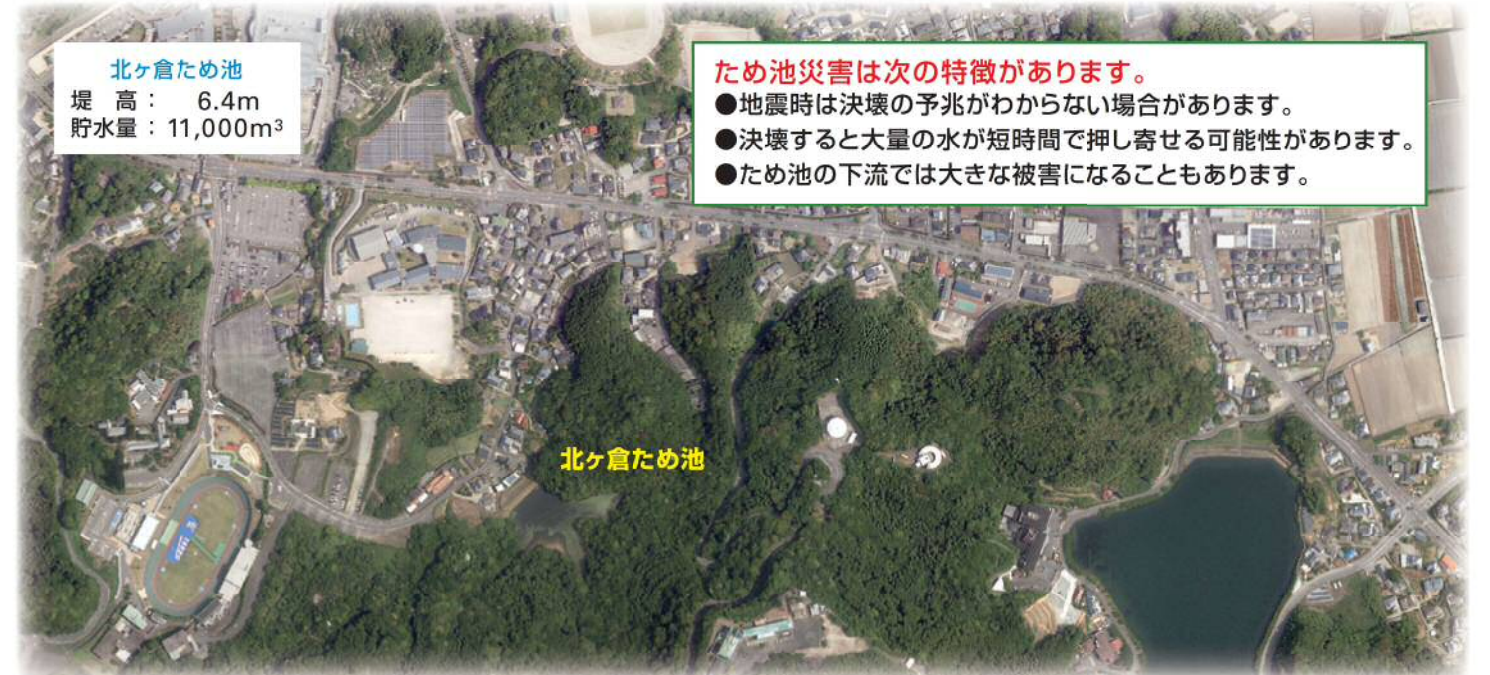 北ヶ倉ため池
堤　高：　6.4m
貯水量：11,000m³
ため池災害は次の特徴があります。
●地震時は決壊の予兆がわからない場合があります。
●決壊すると大量の水が短時間で押し寄せる可能性があります。
●ため池の下流では大きな被害になることもあります。
北ヶ倉ため池